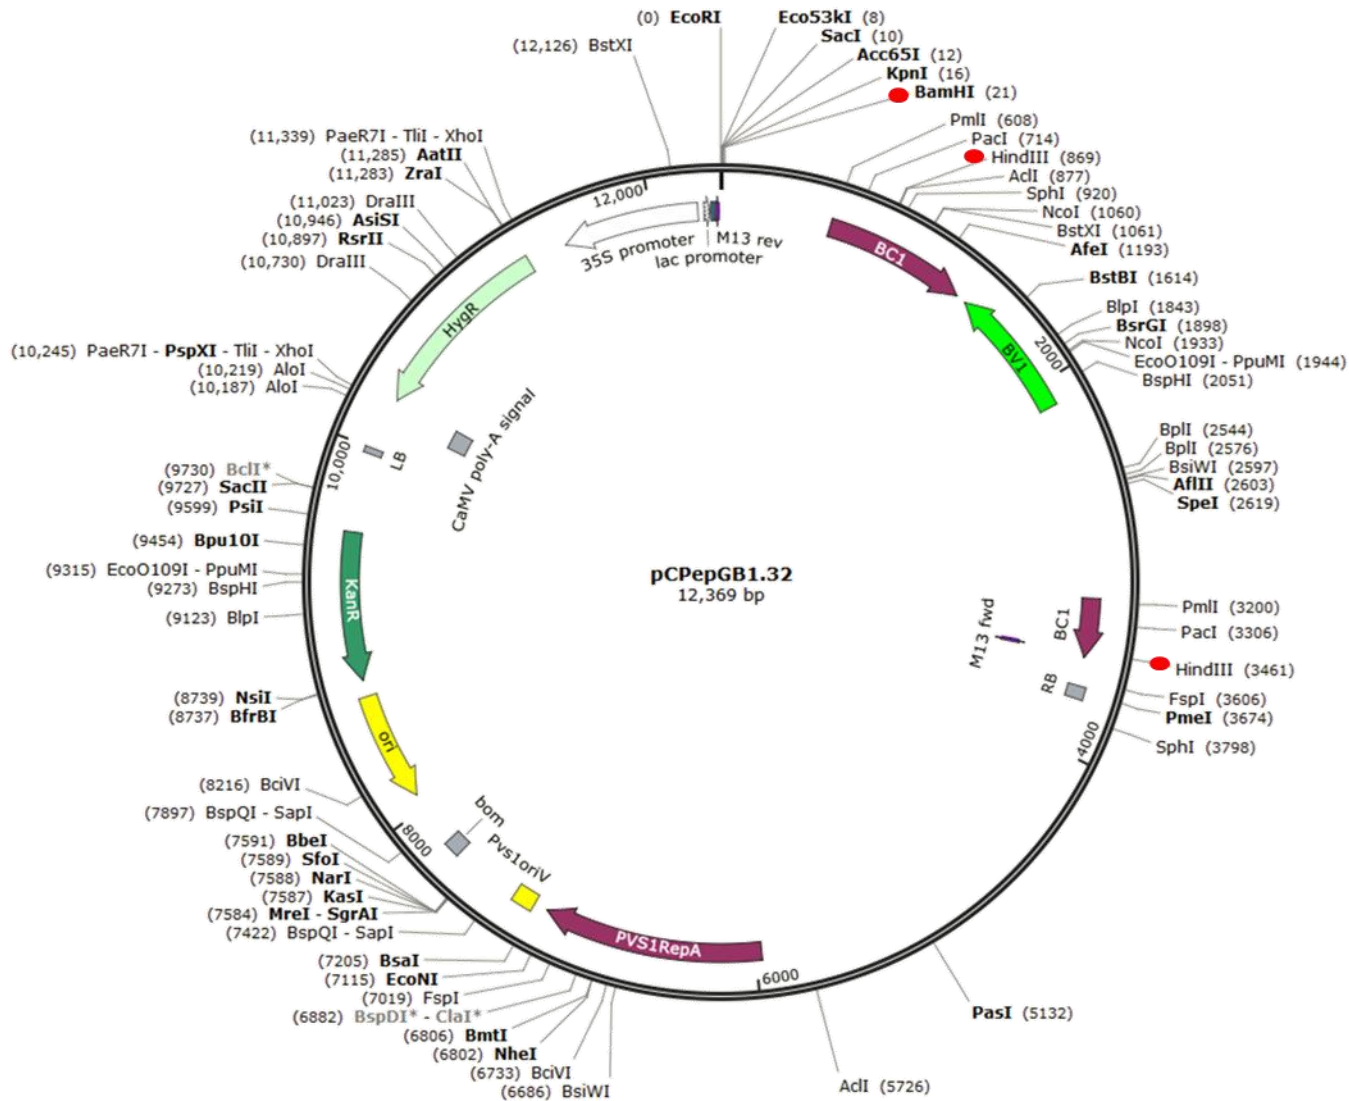 (0) EcoRI
Eco53kI (8)
SacI (10)
Acc65I (12)
KpnI (16)
BamHI (21)
(12,126) BstXI
PmlI (608)
PacI (714)
HindIII (869)
AclI (877)
SphI (920)
NcoI (1060)
BstXI (1061)
AfeI (1193)
BstBI (1614)
BlpI (1843)
BsrGI (1898)
NcoI (1933)
EcoO109I - PpuMI (1944)
BspHI (2051)
BplI (2544)
BplI (2576)
BsiWI (2597)
AflII (2603)
SpeI (2619)
PmlI (3200)
PacI (3306)
HindIII (3461)
FspI (3606)
PmeI (3674)
SphI (3798)
PasI (5132)
AclI (5726)
(11,339) PaeR7I - TliI - XhoI
(11,285) AatII
(11,283) ZraI
(11,023) DraIII
(10,946) AsiSI
(10,897) RsrII
(10,730) DraIII
(10,245) PaeR7I - PspXI - TliI - XhoI
(10,219) AloI
(10,187) AloI
(9730) BclI*
(9727) SacII
(9599) PsiI
(9454) Bpu10I
(9315) EcoO109I - PpuMI
(9273) BspHI
(9123) BlpI
(8739) NsiI
(8737) BfrBI
(8216) BciVI
(7897) BspQI - SapI
(7591) BbeI
(7589) SfoI
(7588) NarI
(7587) KasI
(7584) MreI - SgrAI
(7422) BspQI - SapI
(7205) BsaI
(7115) EcoNI
(7019) FspI
(6882) BspDI* - ClaI*
(6806) BmtI
(6802) NheI
(6733) BciVI
(6686) BsiWI
12,000
2000
4000
6000
8000
10,000
35S promoter
lac promoter
M13 rev
BC1
BV1
BC1
M13 fwd
RB
PVS1RepA
Pvs1oriV
bom
ori
KanR
LB
CaMV poly-A signal
HygR
pCPepGB1.32
12,369 bp